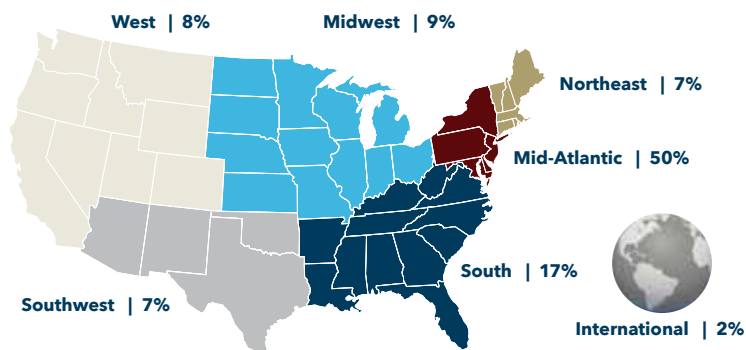 West | 8%
Midwest | 9%
Northeast | 7%
Mid-Atlantic | 50%
South | 17%
Southwest | 7%
International | 2%